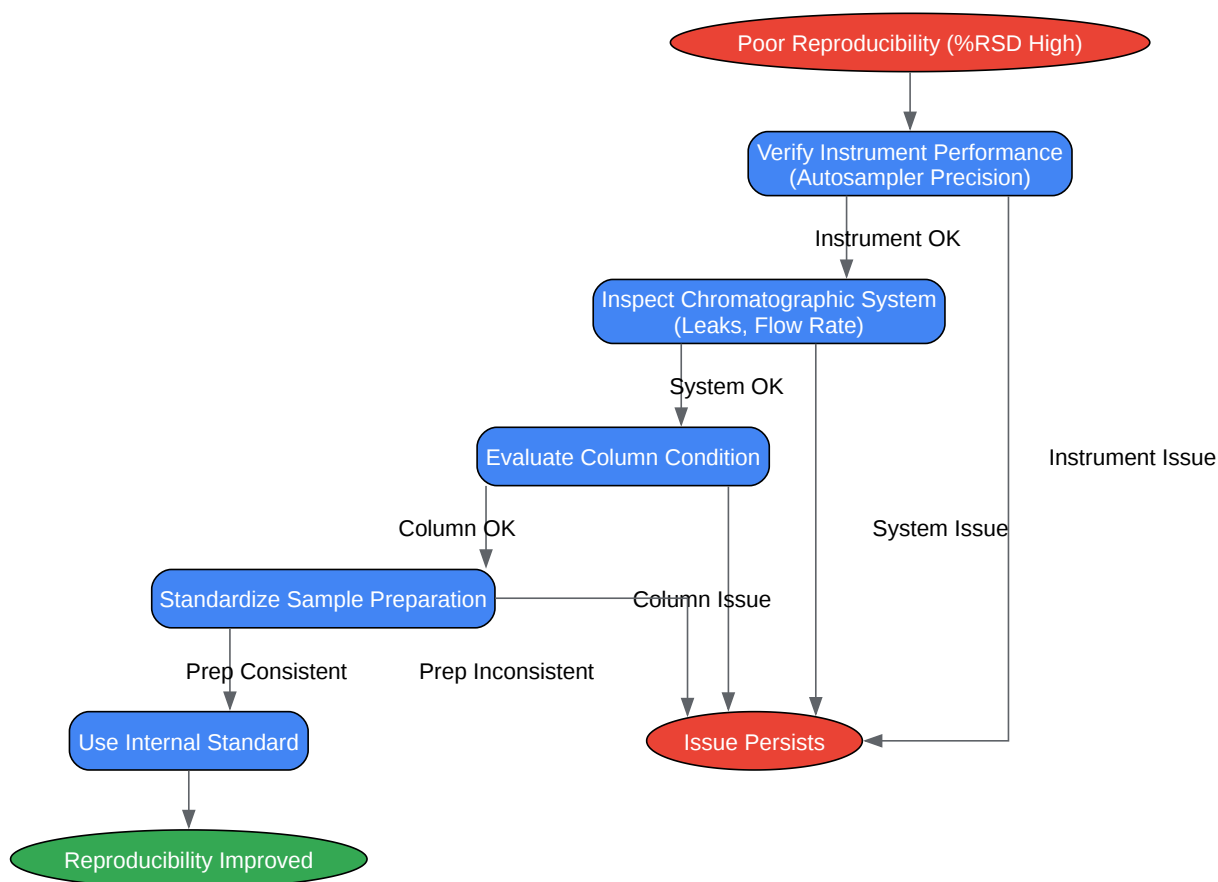 Poor Reproducibility (%RSD High)
Verify Instrument Performance
(Autosampler Precision)
Instrument OK
Inspect Chromatographic System
(Leaks, Flow Rate)
System OK
Evaluate Column Condition
Instrument Issue
Column OK
System Issue
Standardize Sample Preparation
Column Issue
Prep Consistent
Prep Inconsistent
Use Internal Standard
Issue Persists
Reproducibility Improved